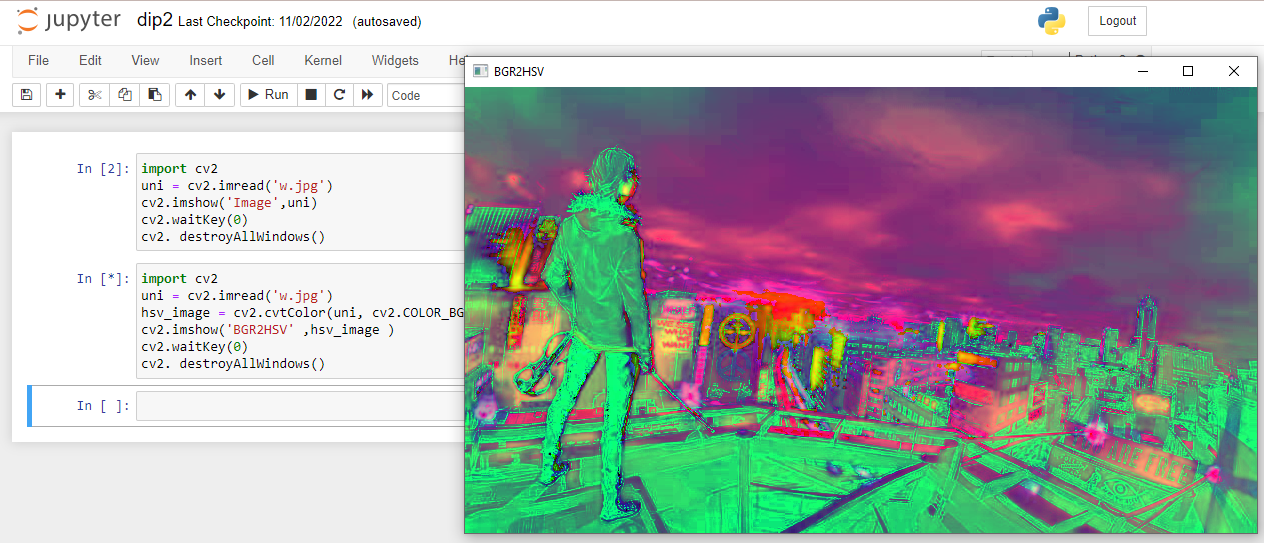 jupyter dip2 Last Checkpoint: 11/02/2022 (autosaved)
Logout
File Edit View Insert Cell Kernel Widgets
Run
Code
BGR2HSV
In [2]: import cv2
uni = cv2.imread('w.jpg')
cv2.imshow('Image',uni)
cv2.waitKey(0)
cv2. destroyAllWindows()
In [*]: import cv2
uni = cv2.imread('w.jpg')
hsv_image = cv2.cvtColor(uni, cv2.COLOR_BG
cv2.imshow('BGR2HSV' ,hsv_image )
cv2.waitKey(0)
cv2. destroyAllWindows()
In [ ]: